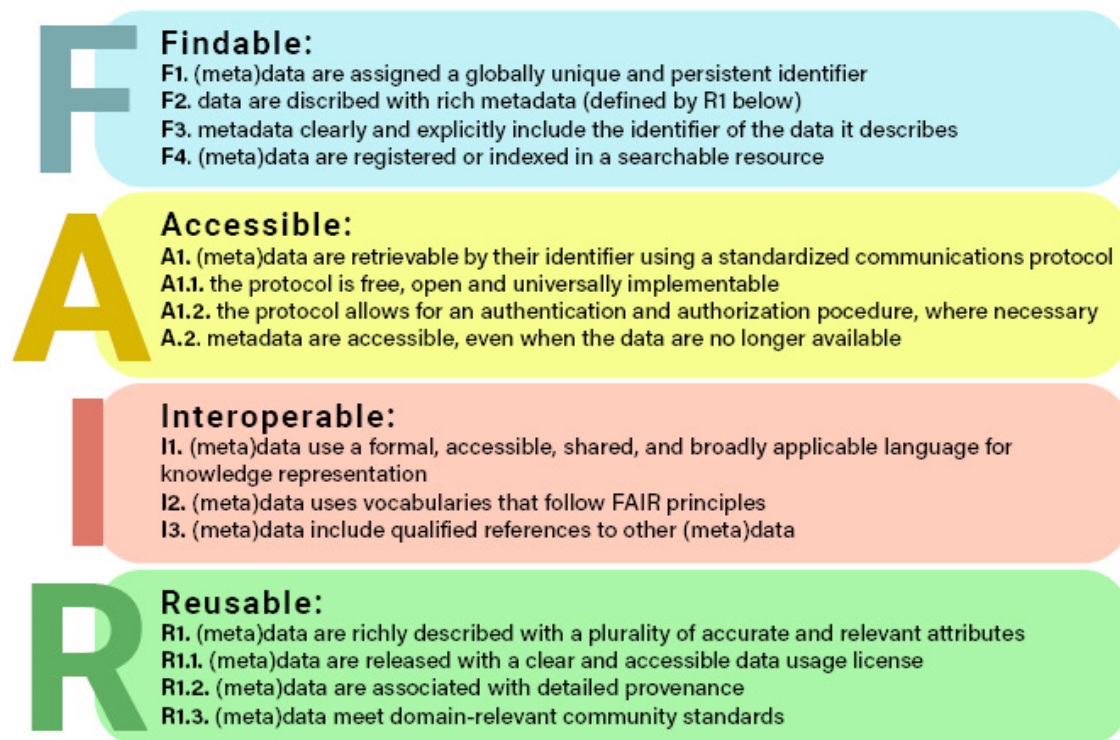 F
Findable:
F1. (meta)data are assigned a globally unique and persistent identifier
F2. data are discribed with rich metadata (defined by R1 below)
F3. metadata clearly and explicitly include the identifier of the data it describes
F4. (meta)data are registered or indexed in a searchable resource
A
Accessible:
A1. (meta)data are retrievable by their identifier using a standardized communications protocol
A1.1. the protocol is free, open and universally implementable
A1.2. the protocol allows for an authentication and authorization pocedure, where necessary
A.2. metadata are accessible, even when the data are no longer available
I
Interoperable:
I1. (meta)data use a formal, accessible, shared, and broadly applicable language for
knowledge representation
I2. (meta)data uses vocabularies that follow FAIR principles
I3. (meta)data include qualified references to other (meta)data
R
Reusable:
R1. (meta)data are richly described with a plurality of accurate and relevant attributes
R1.1. (meta)data are released with a clear and accessible data usage license
R1.2. (meta)data are associated with detailed provenance
R1.3. (meta)data meet domain-relevant community standards